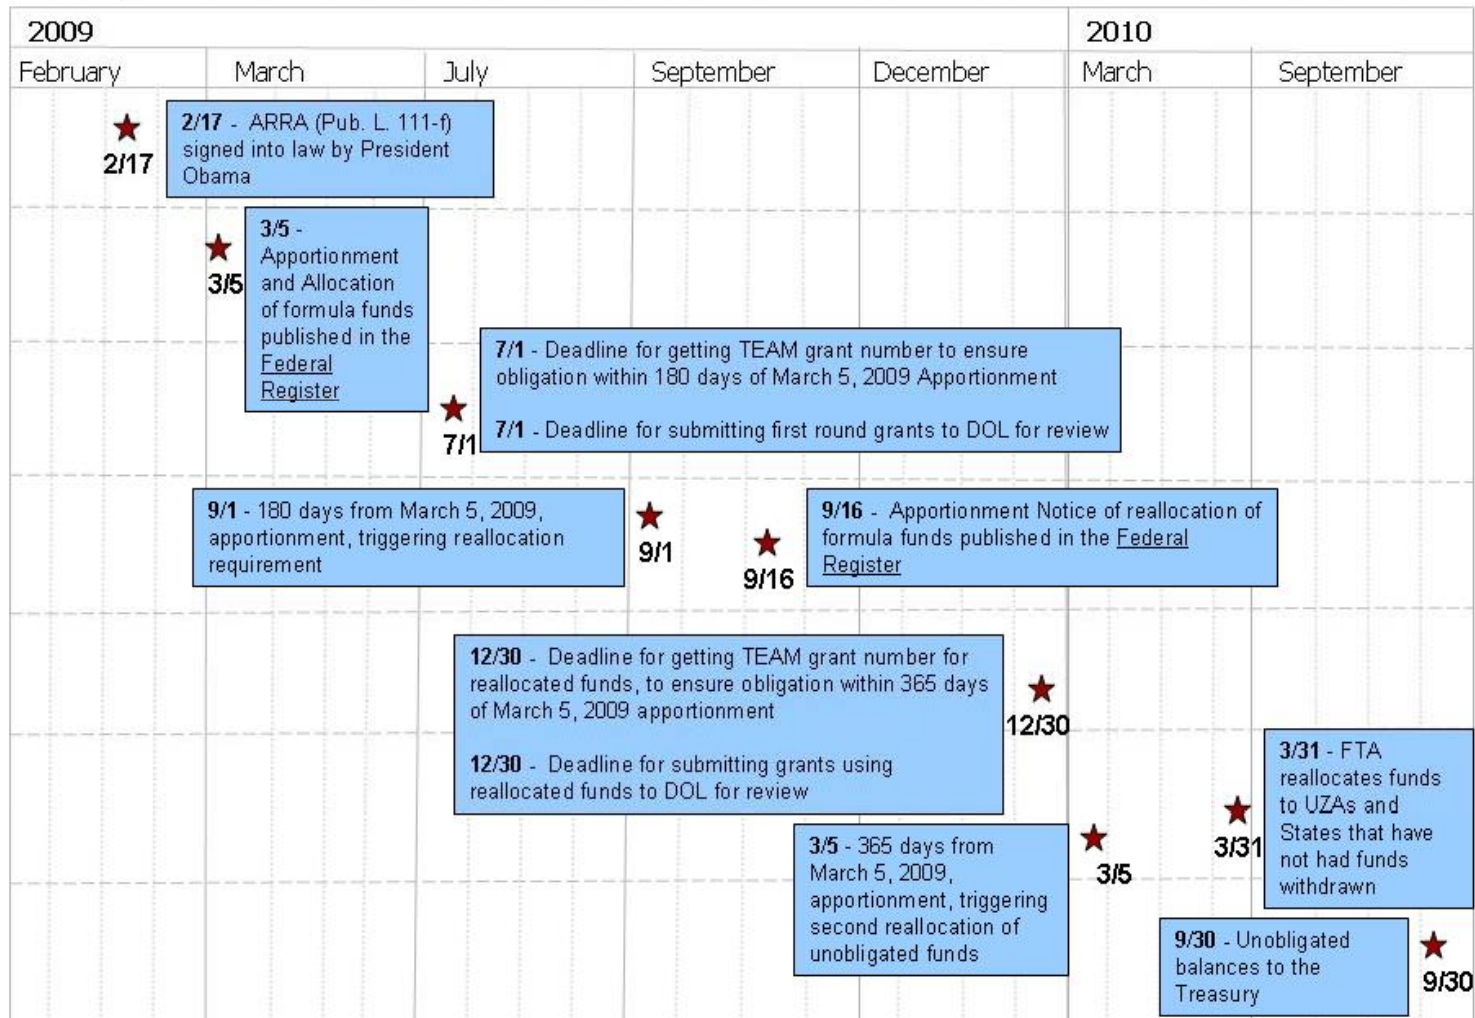 2009
2010
February
March
July
September
December
March
September
2/17 - ARRA (Pub. L. 111-f)
signed into law by President
Obama
2/17
3/5 -
Apportionment
and Allocation
of formula funds
published in the
Federal
Register
3/5
7/1 - Deadline for getting TEAM grant number to ensure
obligation within 180 days of March 5, 2009 Apportionment
7/1 - Deadline for submitting first round grants to DOL for review
7/1
9/1 - 180 days from March 5, 2009,
apportionment, triggering reallocation
requirement
9/1
9/16
9/16 - Apportionment Notice of reallocation of
formula funds published in the Federal
Register
12/30 - Deadline for getting TEAM grant number for
reallocated funds, to ensure obligation within 365 days
of March 5, 2009 apportionment
12/30 - Deadline for submitting grants using
reallocated funds to DOL for review
12/30
3/5 - 365 days from
March 5, 2009,
apportionment, triggering
second reallocation of
unobligated funds
3/5
3/31
3/31 - FTA
reallocates funds
to UZAs and
States that have
not had funds
withdrawn
9/30 - Unobligated
balances to the
Treasury
9/30